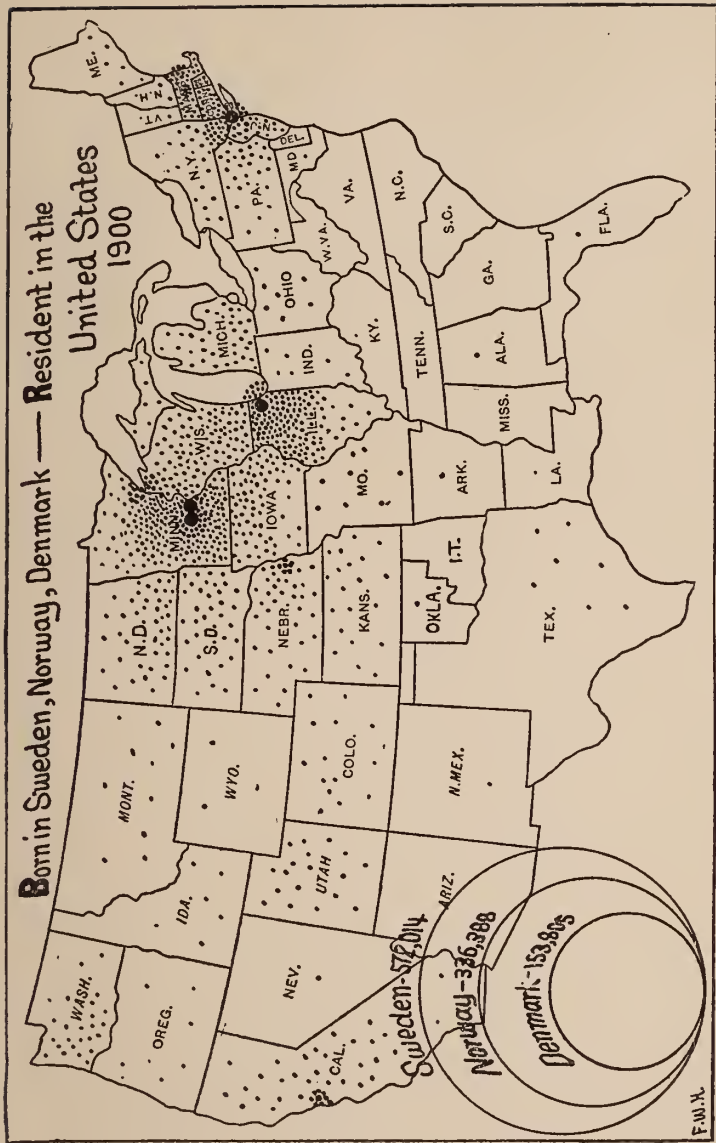 Born in Sweden, Norway, Denmark — Resident in the
United States
1900
WASH.
OREG.
CAL.
NEV.
IDA.
MONT.
WYO.
UTAH
COLO.
ARIZ.
N.MEX.
N.D.
S.D.
NEBR.
KANS.
OKLA.
I.T.
TEX.
MINN.
IOWA
MO.
ARK.
LA.
WIS.
ILL.
MICH.
IND.
OHIO
KY.
TENN.
MISS.
ALA.
GA.
FLA.
S.C.
N.C.
VA.
W.VA.
MD
DEL.
PA.
N.Y.
VT.
N.H.
ME.
Sweden-572,014
Norway-336,388
Denmark-153,805
F.W.H.